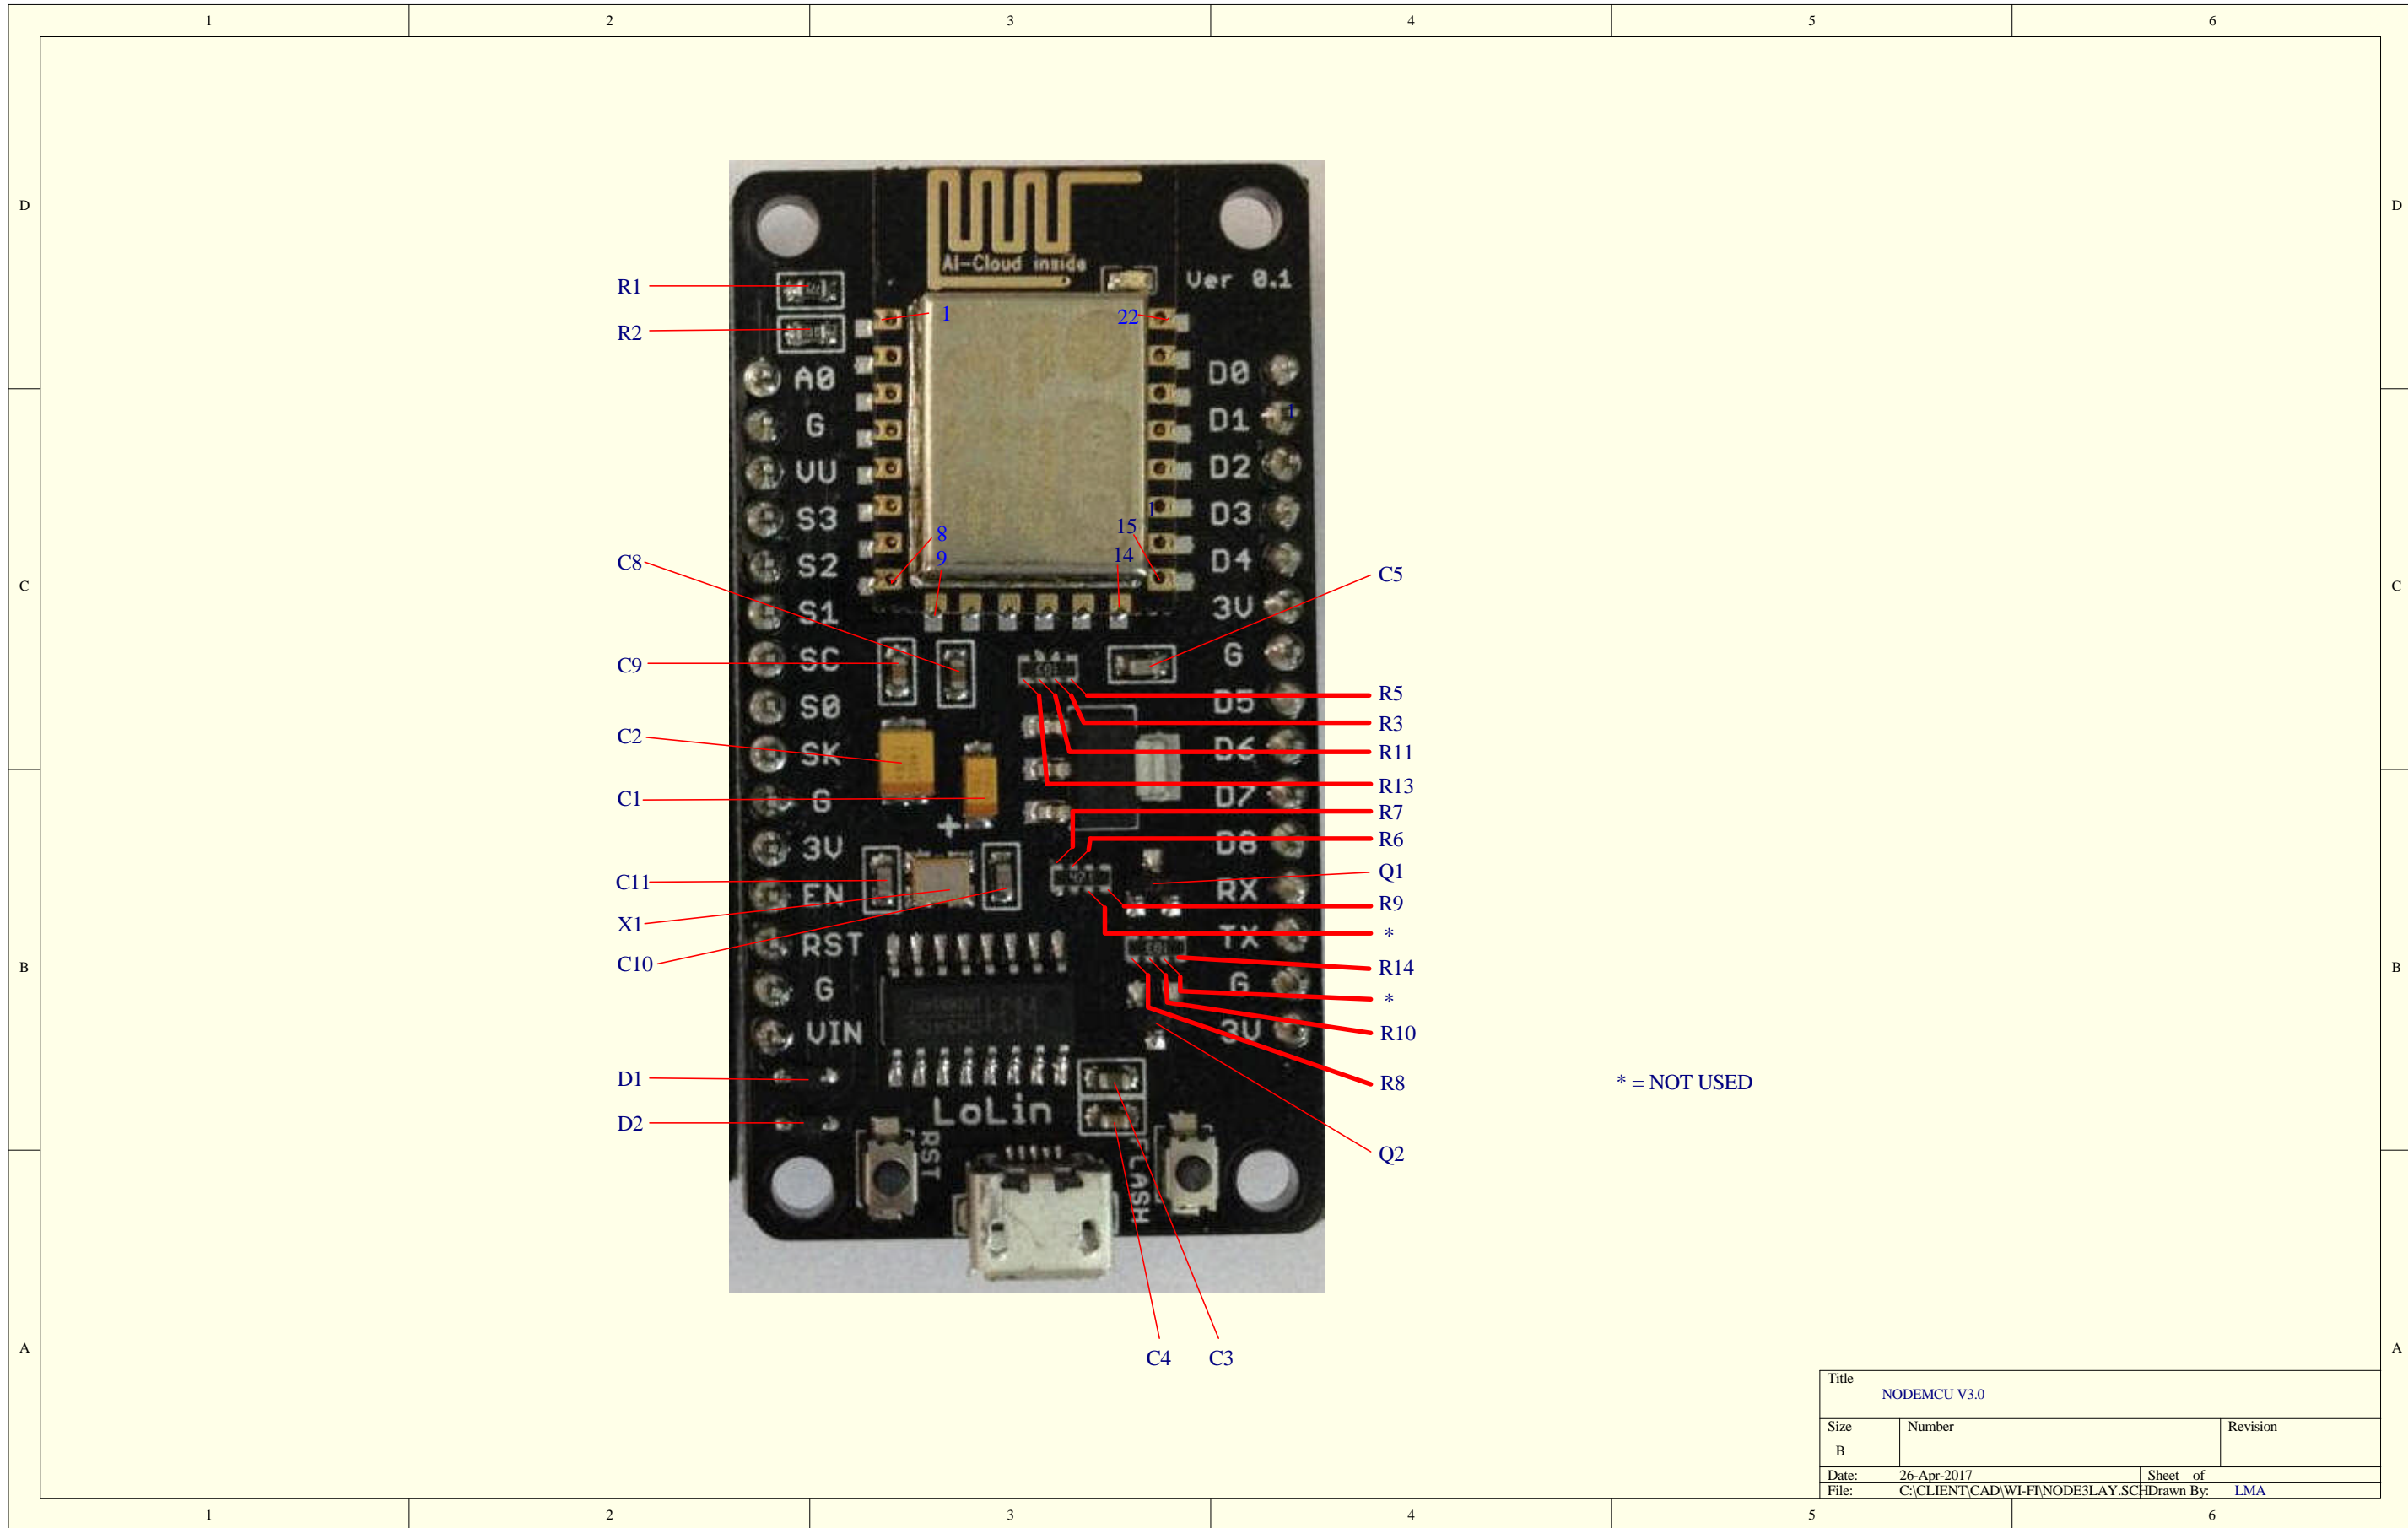 1 2 3 4 5 6
D D
Ai-Cloud inside
Ver 0.1
R1
R2
1 22
A0 D0
G D1 1
VU D2
S3 D3 1
8 15
9 14
S2 D4
C8 C5
S1 3V
SC G
C C
C9
R5
S0 D5
R3
C2 SK D6 R11
R13
C1 G D7
R7
+
3V D8 R6
Q1
C11 EN RX
R9
X1
*
RST TX
C10
B B
R14
G G
*
VIN 3V R10
D1
R8
* = NOT USED
LoLin
D2
RST FLASH
Q2
A A
C4 C3
Title
NODEMCU V3.0
Size Number Revision
B
Date: 26-Apr-2017 Sheet of
File: C:\CLIENT\CAD\WI-FI\NODE3LAY.SCH Drawn By: LMA
1 2 3 4 5 6